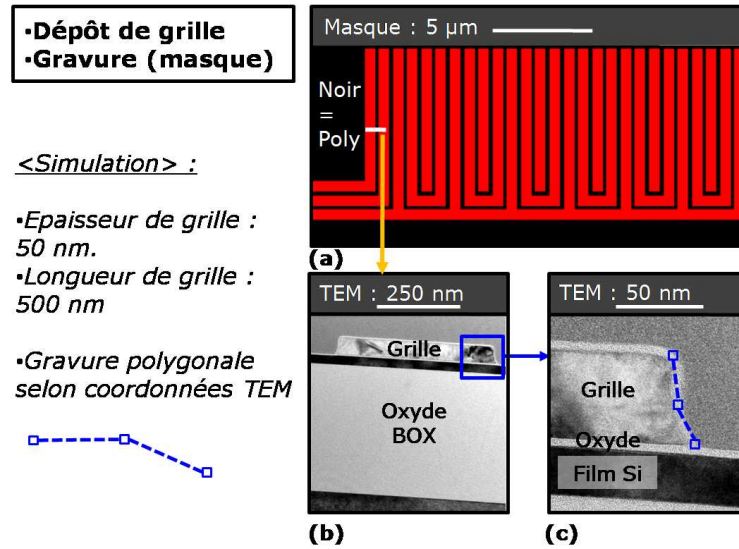 ▪Dépôt de grille
▪Gravure (masque)
<Simulation> :
▪Epaisseur de grille :
50 nm.
▪Longueur de grille :
500 nm
▪Gravure polygonale
selon coordonnées TEM
Masque : 5 µm
Noir
=
Poly
(a)
TEM : 250 nm
Grille
Oxyde
BOX
(b)
TEM : 50 nm
Grille
Oxyde
Film Si
(c)